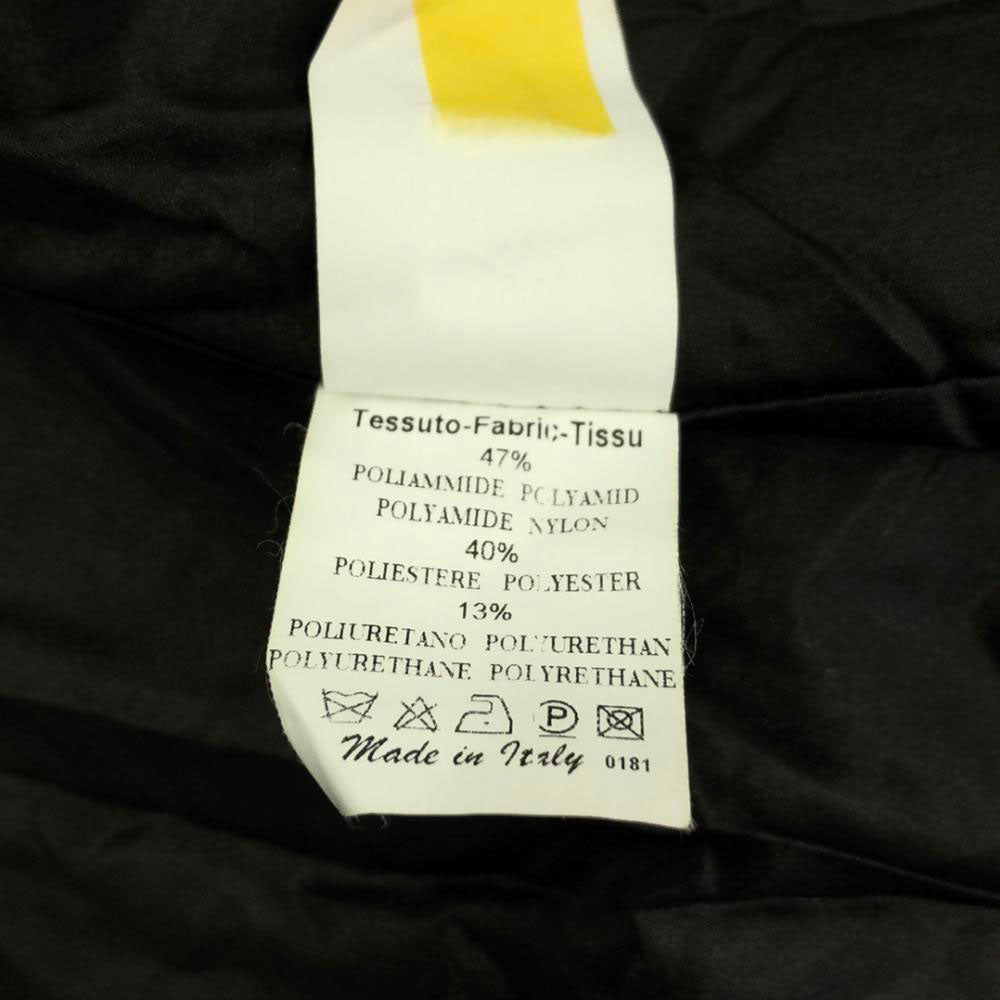 Tessuto-Fabric-Tissu
47%
POLIAMMIDE POLYAMID
POLYAMIDE NYLON
40%
POLIESTERE POLYESTER
13%
POLIURETANO POLYURETHAN
POLYURETHANE POLYRETHANE
P
Made in Italy 0181